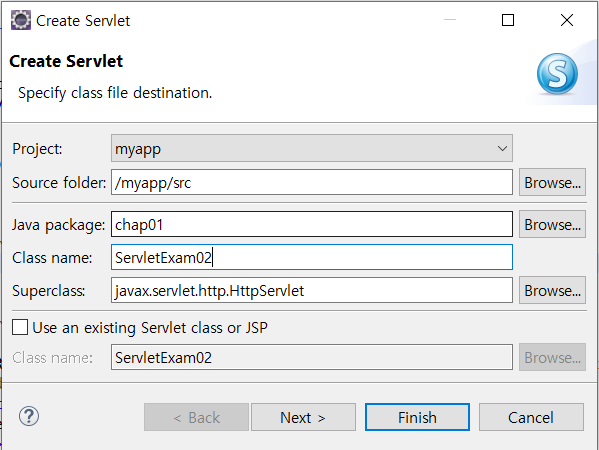 Create Servlet
Create Servlet
Specify class file destination.
Project: myapp
Source folder: /myapp/src Browse...
Java package: chap01 Browse...
Class name: ServletExam02
Superclass: javax.servlet.http.HttpServlet Browse...
Use an existing Servlet class or JSP
Class name: ServletExam02 Browse...
? < Back Next > Finish Cancel